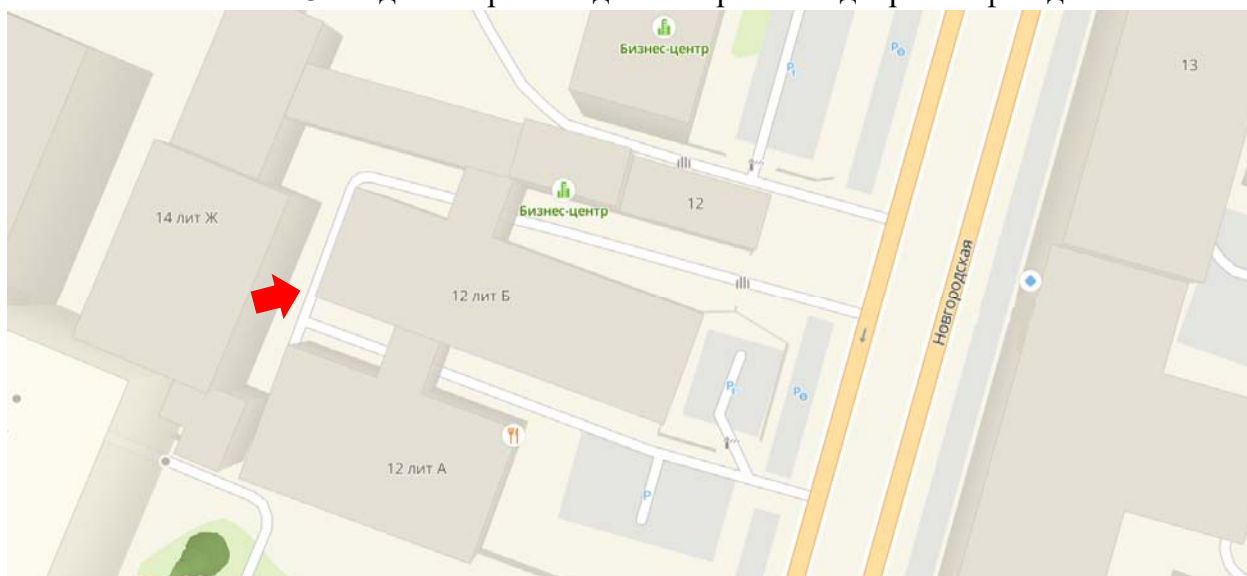 Бизнес-центр
P
13
P
14 лит Ж
Бизнес-центр
12
12 лит Б
Новгородская
P
P
12 лит А
P